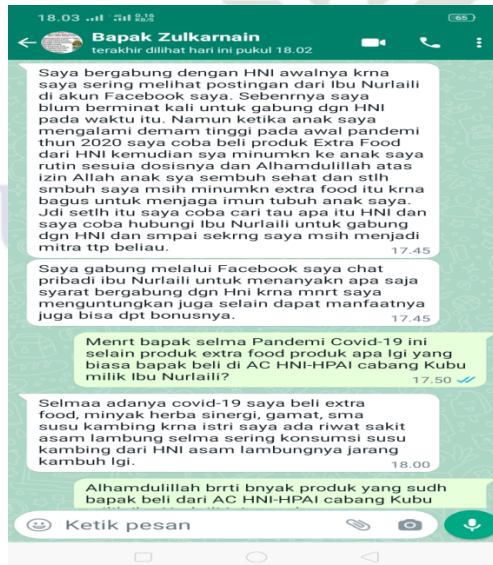 18.03
65
Bapak Zulkarnain
terakhir dilihat hari ini pukul 18.02
Saya bergabung dengan HNI awalnya krna
saya sering melihat postingan dari Ibu Nurlaili
di akun Facebook saya. Sebenrnya saya
blum berminat kali untuk gabung dgn HNI
pada waktu itu. Namun ketika anak saya
mengalami demam tinggi pada awal pandemi
thun 2020 saya coba beli produk Extra Food
dari HNI kemudian sya minumkn ke anak saya
rutin sesuia dosisnya dan Alhamdulillah atas
izin Allah anak sya sembuh sehat dan stlh
smbuh saya msih minumkn extra food itu krna
bagus untuk menjaga imun tubuh anak saya.
Jdi setlh itu saya coba cari tau apa itu HNI dan
saya coba hubungi Ibu Nurlaili untuk gabung
dgn HNI dan smpai sekrng saya msih menjadi
mitra ttp beliau.
17.45
Saya gabung melalui Facebook saya chat
pribadi ibu Nurlaili untuk menanyakn apa saja
syarat bergabung dgn Hni krna mnrt saya
menguntungkan juga selain dapat manfaatnya
juga bisa dpt bonusnya.
17.45
Menrt bapak selma Pandemi Covid-19 ini
selain produk extra food produk apa lgi yang
biasa bapak beli di AC HNI-HPAI cabang Kubu
milik Ibu Nurlaili?
17.50
Selmaa adanya covid-19 saya beli extra
food, minyak herba sinergi, gamat, sma
susu kambing krna istri saya ada riwat sakit
asam lambung selma sering konsumsi susu
kambing dari HNI asam lambungnya jarang
kambuh lgi.
18.00
Alhamdulillah brrti bnyak produk yang sudh
bapak beli dari AC HNI-HPAI cabang Kubu
Ketik pesan